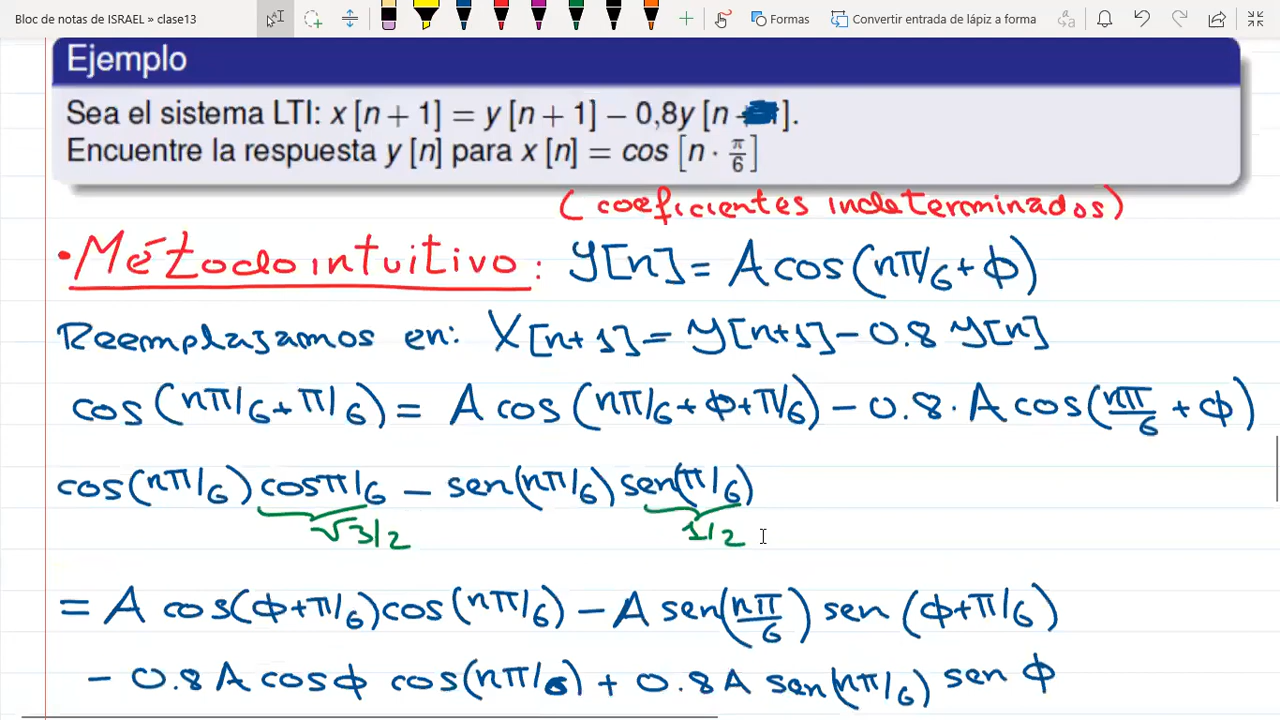 Bloc de notas de ISRAEL » clase13
Formas
Convertir entrada de lápiz a forma
Ejemplo
Sea el sistema LTI: x [n + 1] = y [n + 1] − 0,8y [n ].
Encuentre la respuesta y [n] para x [n] = cos [n · π/6]
(coeficientes indeterminados)
• Método intuitivo: y[n] = A cos(nπ/6 + ϕ)
Reemplasamos en: X[n+1] = y[n+1] − 0.8 y[n]
cos(nπ/6 + π/6) = A cos(nπ/6 + ϕ + π/6) − 0.8 · A cos(nπ/6 + ϕ)
cos(nπ/6) cosπ/6 − sen(nπ/6) sen(π/6)
√3/2 1/2
= A cos(ϕ+π/6)cos(nπ/6) − A sen(nπ/6) sen(ϕ+π/6)
− 0.8 A cosϕ cos(nπ/6) + 0.8A sen(nπ/6) sen ϕ